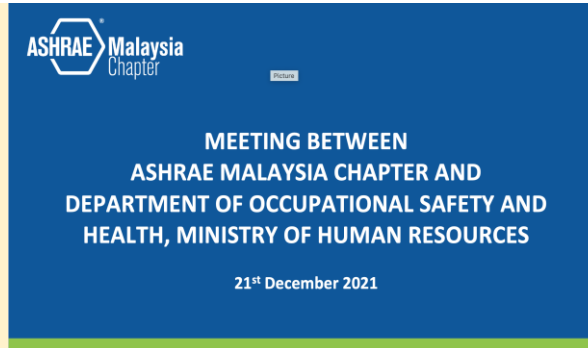 ASHRAE Malaysia
Chapter
Picture
MEETING BETWEEN
ASHRAE MALAYSIA CHAPTER AND
DEPARTMENT OF OCCUPATIONAL SAFETY AND
HEALTH, MINISTRY OF HUMAN RESOURCES
21st December 2021